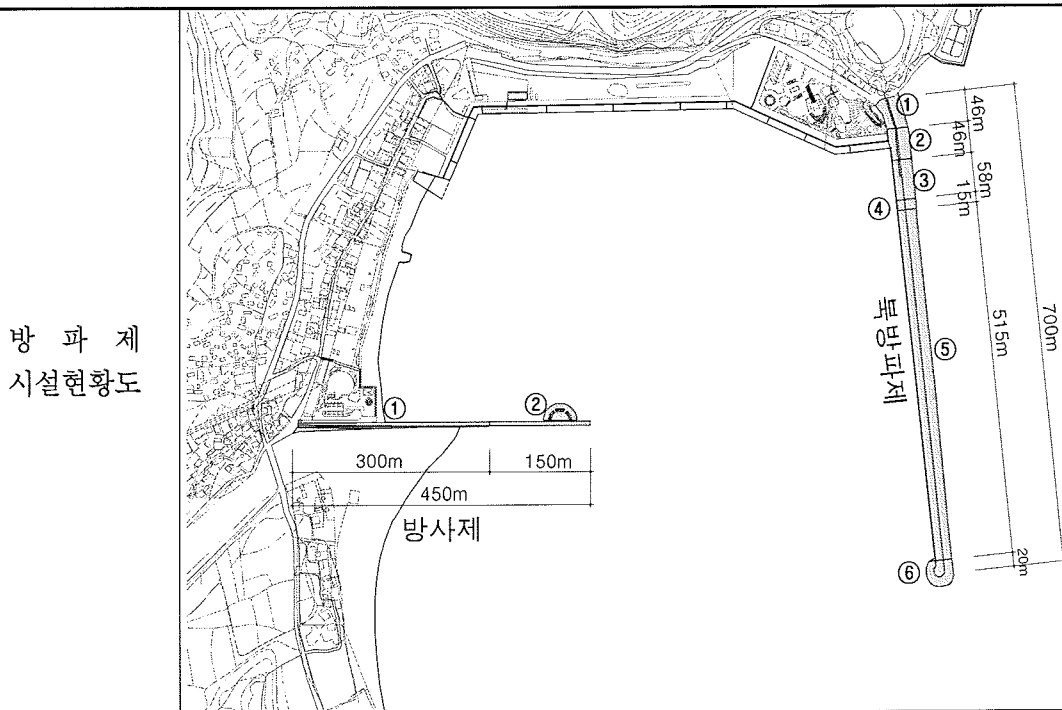 방 파 제
시설현황도
①
②
③
④
⑤
⑥
46m
46m
58m
15m
515m
20m
700m
북방파제
①
②
300m
150m
450m
방사제